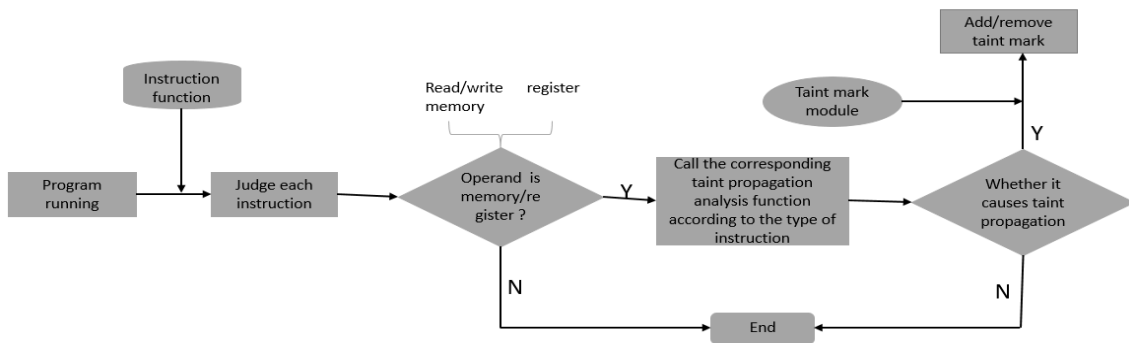 Add/remove
taint mark
Instruction
function
Read/write register
memory
Taint mark
module
Y
Program
running
Judge each
instruction
Operand is
memory/re
gister ?
Y
Call the corresponding
taint propagation
analysis function
according to the type of
instruction
Whether it
causes taint
propagation
N
N
End